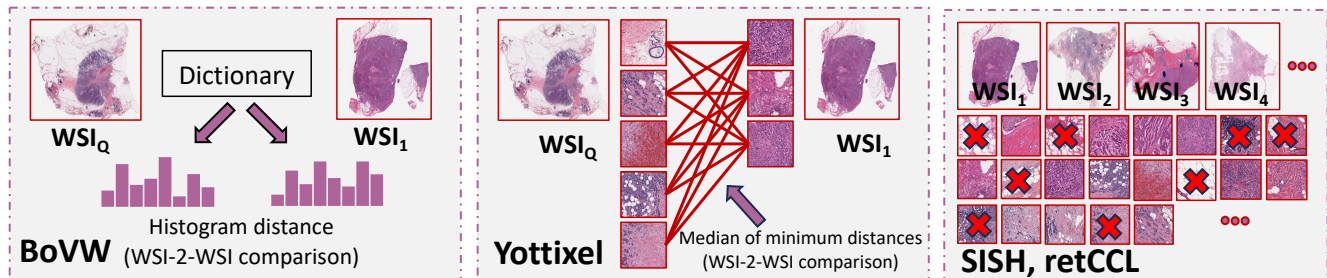 Dictionary
WSIQ
WSI1
Histogram distance
BoVW (WSI-2-WSI comparison)
WSIQ
WSI1
Median of minimum distances
Yottixel (WSI-2-WSI comparison)
WSI1 WSI2 WSI3 WSI4
SISH, retCCL